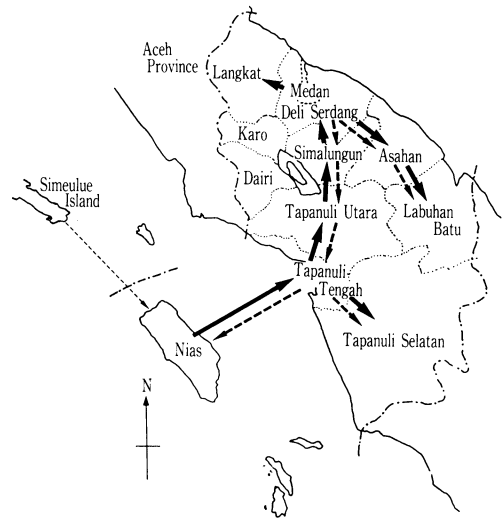 Aceh
Province
Langkat
Medan
Deli Serdang
Karo
Simalungun
Asahan
Dairi
Simeulue
Island
Tapanuli Utara
Labuhan
Batu
Tapanuli
Tengah
Tapanuli Selatan
Nias
N